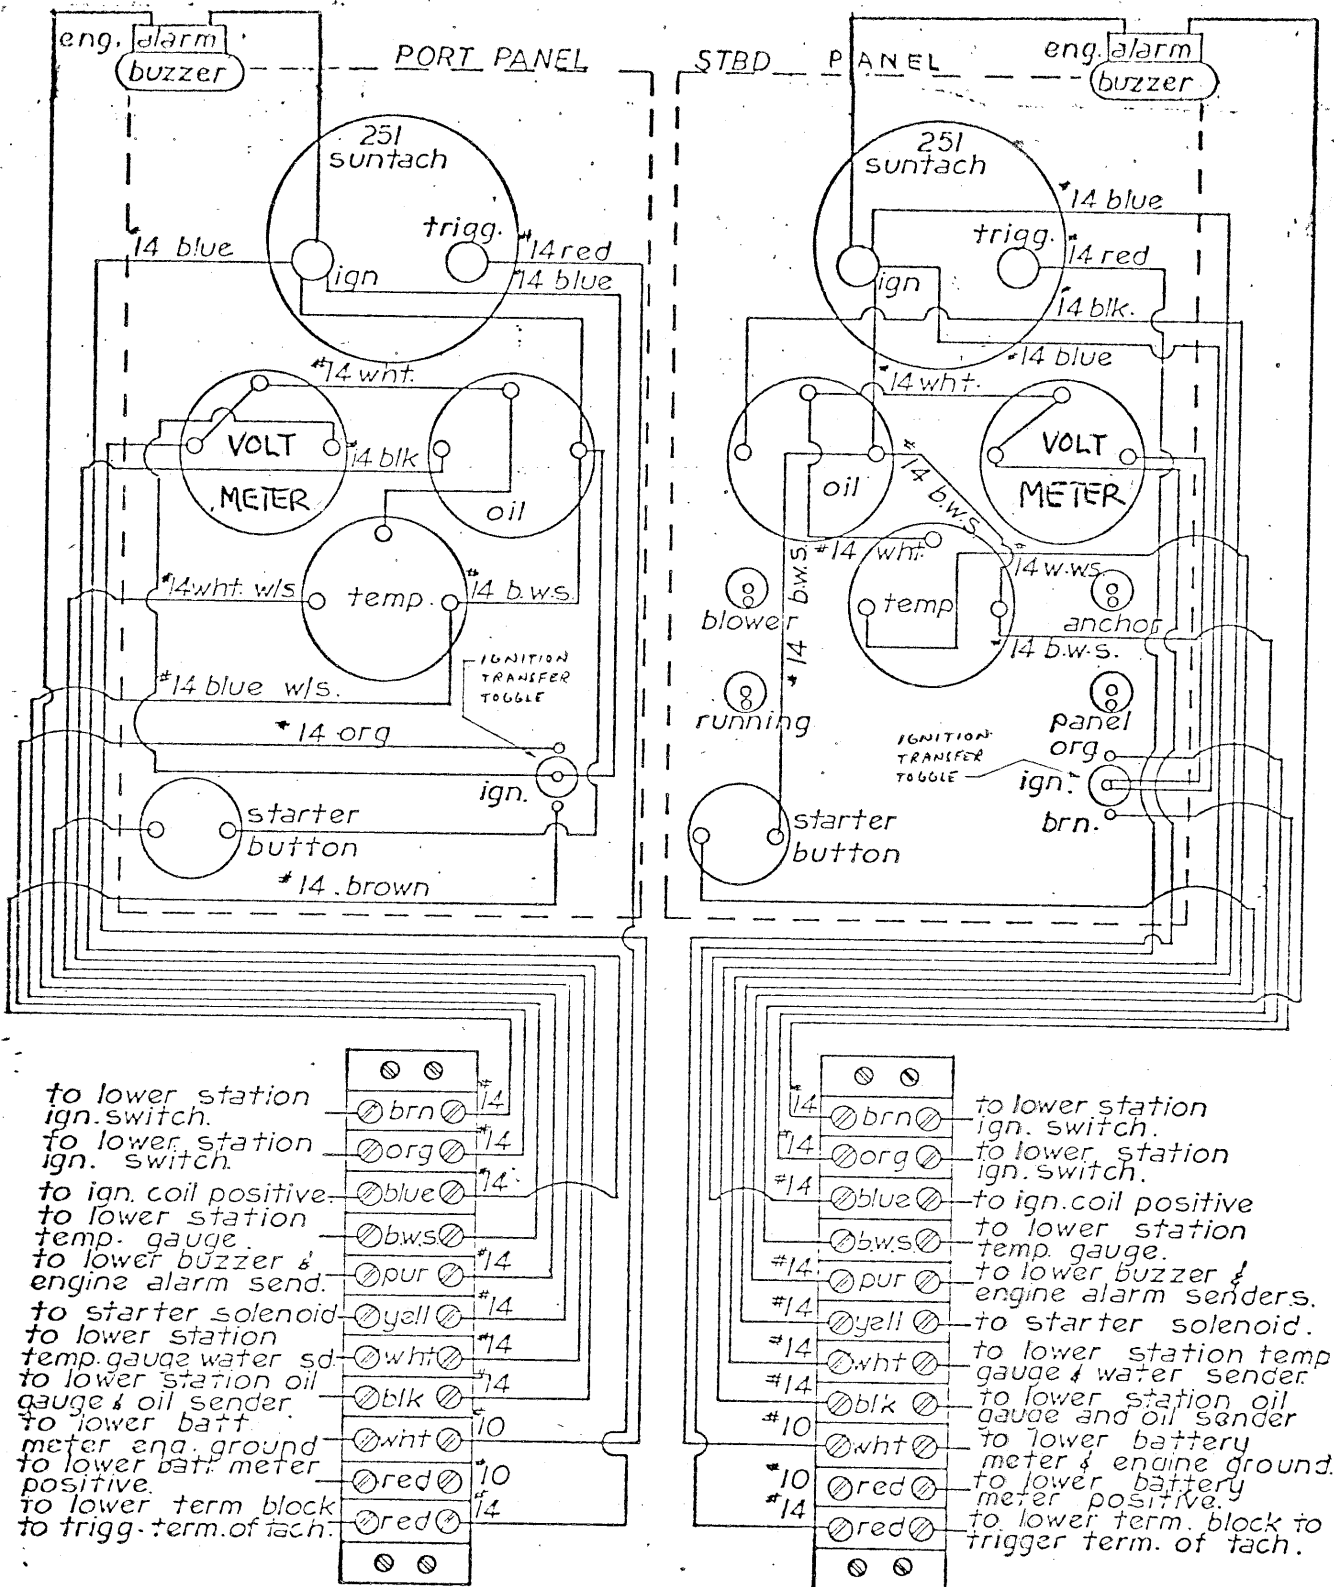 eng. alarm
buzzer
PORT PANEL
251
suntach
trigg.
ign
#14 blue
#14 red
#14 blue
#14 wht.
VOLT
METER
#14 blk
oil
#14 wht. w/s
temp.
#14 b.w.s.
IGNITION
TRANSFER
TOGGLE
#14 blue w/s.
#14 org
ign.
starter
button
#14 brown
STBD PANEL
eng. alarm
buzzer
251
suntach
#14 blue
trigg.
#14 red
ign
#14 blk.
#14 blue
#14 wht.
oil
#14 b.w.s.
VOLT
METER
#14 wht.
#14 w.w.s.
#14 b.w.s.
blower
temp
anchor
#14 b.w.s.
running
panel
IGNITION
TRANSFER
TOGGLE
org
ign.
brn.
starter
button
to lower station
ign. switch.
brn
#14
to lower station
ign. switch.
org
#14
to ign. coil positive.
blue
#14
to lower station
temp. gauge.
b.w.s.
to lower buzzer &
engine alarm send.
pur
#14
to starter solenoid
yell
#14
to lower station
temp. gauge water sd.
wht
#14
to lower station oil
gauge & oil sender
blk
#14
to lower batt
meter eng. ground
wht
#10
to lower batt. meter
positive.
red
#10
to lower term block
to trigg. term. of tach.
red
#14
#14
brn
to lower station
ign. switch.
#14
org
to lower station
ign. switch.
#14
blue
to ign. coil positive
b.w.s.
to lower station
temp. gauge.
#14
pur
to lower buzzer &
engine alarm senders.
#14
yell
to starter solenoid.
#14
wht
to lower station temp
gauge & water sender.
#14
blk
to lower station oil
gauge and oil sender
#10
wht
to lower battery
meter & engine ground.
#10
red
to lower battery
meter positive.
#14
red
to lower term. block to
trigger term. of tach.